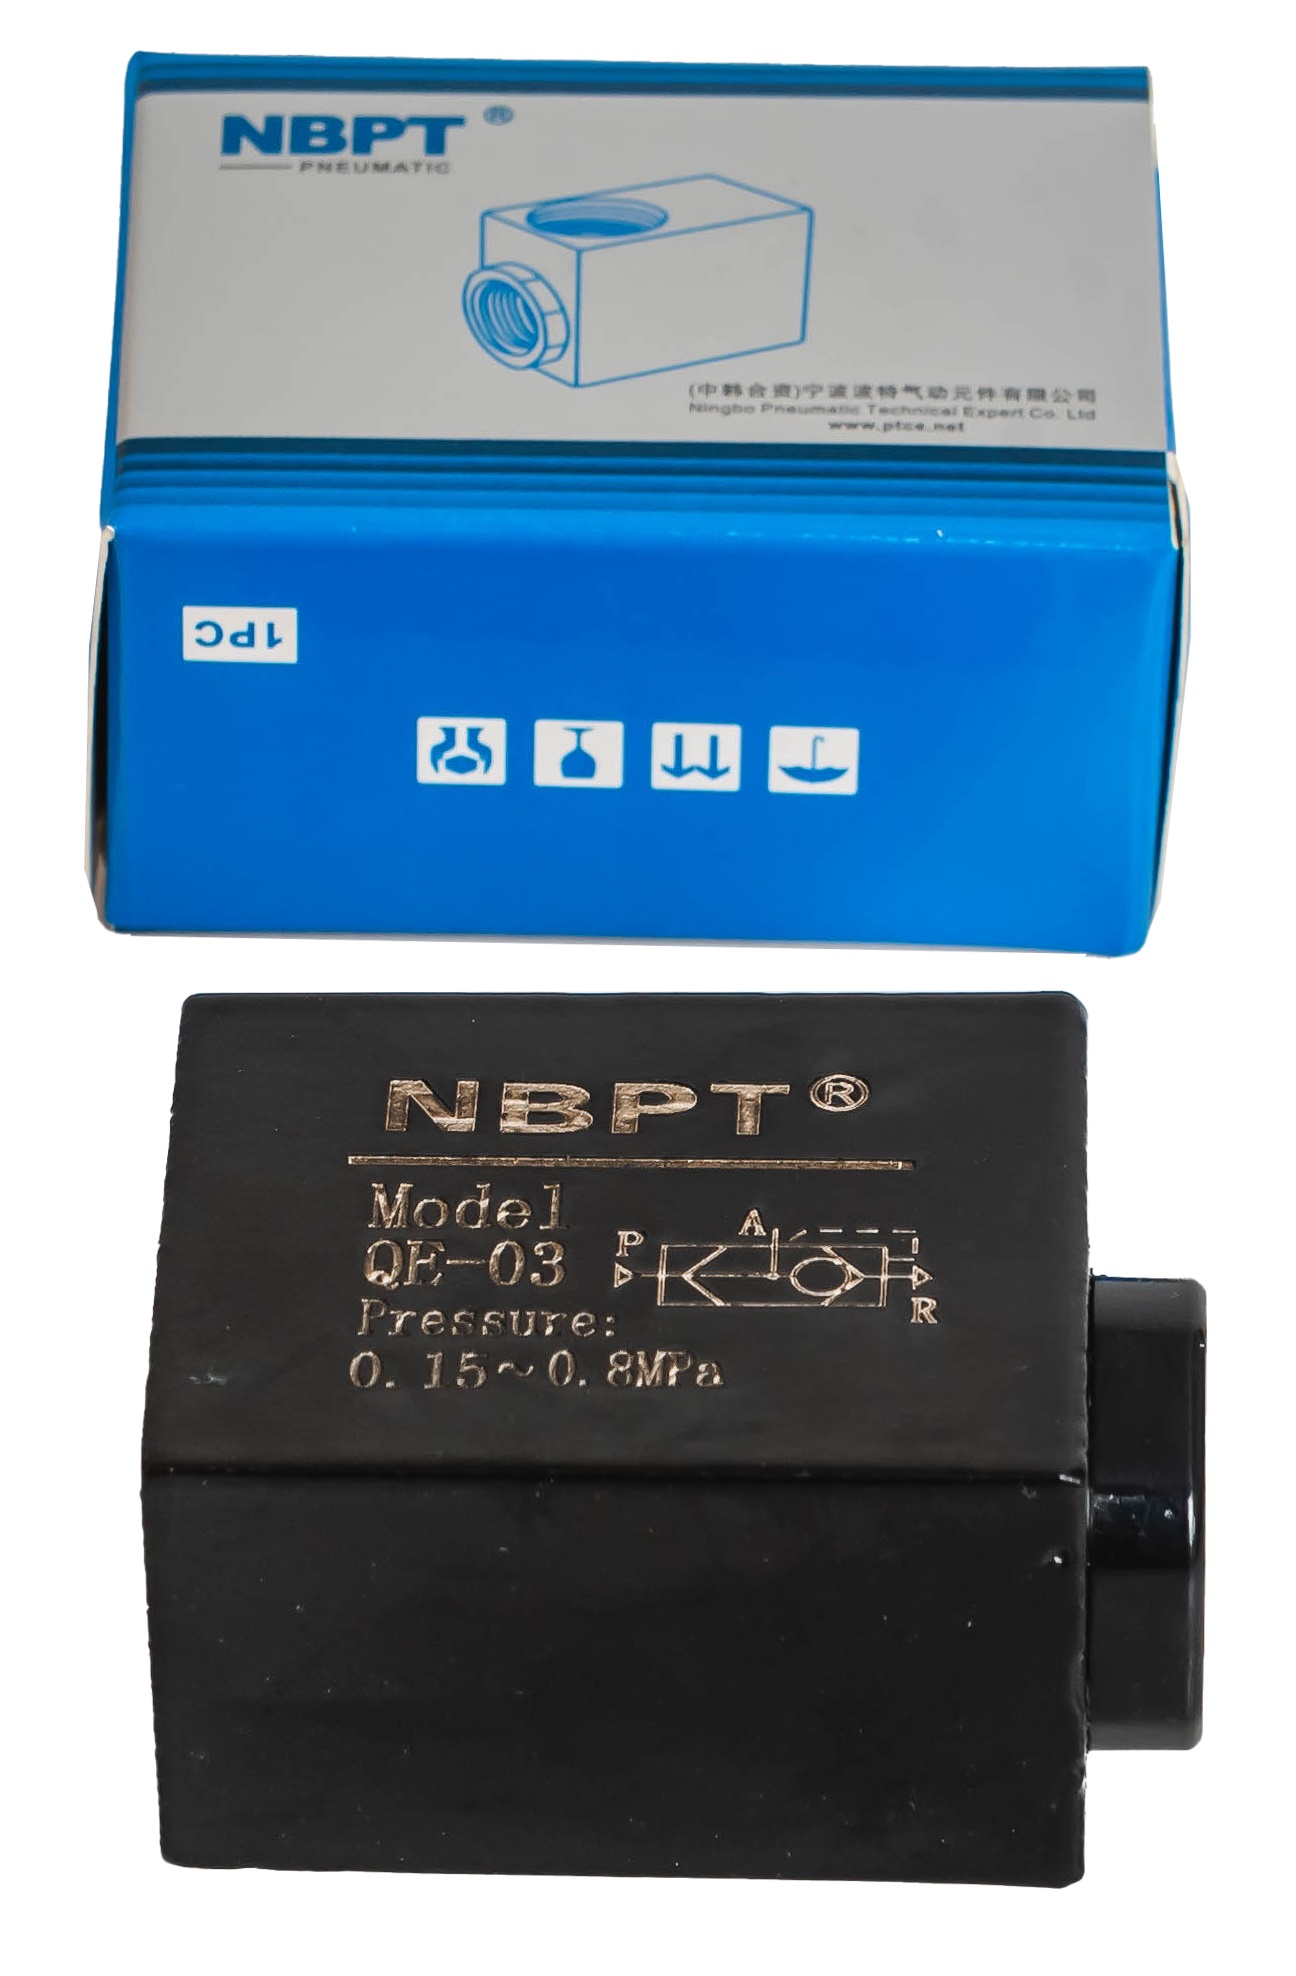 NBPT®
PNEUMATIC
(中韩合资)宁波波特气动元件有限公司
Ningbo Pneumatic Technical Expert Co. Ltd
www.ptce.net
1PC
NBPT®
Model
QE-03
P A R
Pressure:
0.15~0.8MPa